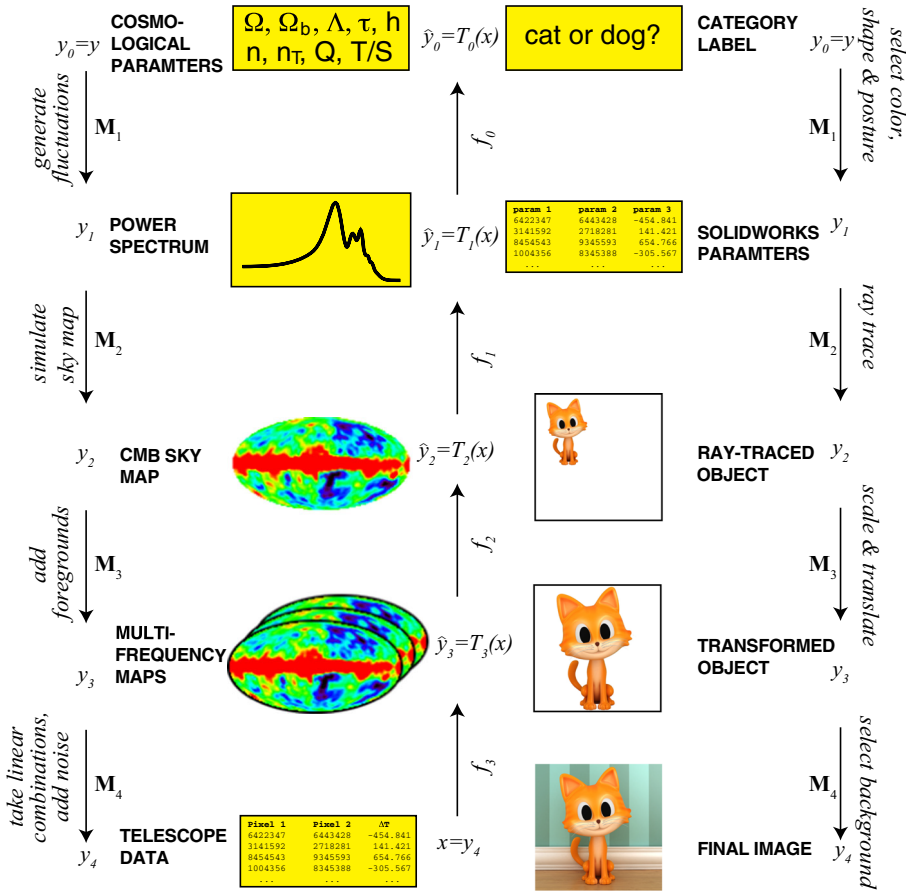 y₀=y
COSMO-
LOGICAL
PARAMTERS
Ω, Ω_b, Λ, τ, h
n, n_T, Q, T/S
ŷ₀=T₀(x)
cat or dog?
CATEGORY
LABEL
y₀=y
generate
fluctuations
M₁
f₀
M₁
select color,
shape & posture
y₁
POWER
SPECTRUM
ŷ₁=T₁(x)
param 1 param 2 param 3
6422347 6443428 -454.841
3141592 2718281 141.421
8454543 9345593 654.766
1004356 8345388 -305.567
... ... ...
SOLIDWORKS
PARAMTERS
y₁
simulate
sky map
M₂
f₁
M₂
ray trace
y₂
CMB SKY
MAP
ŷ₂=T₂(x)
RAY-TRACED
OBJECT
y₂
add
foregrounds
M₃
f₂
M₃
scale & translate
y₃
MULTI-
FREQUENCY
MAPS
ŷ₃=T₃(x)
TRANSFORMED
OBJECT
y₃
take linear
combinations,
add noise
M₄
f₃
M₄
select background
y₄
TELESCOPE
DATA
Pixel 1 Pixel 2 ΔT
6422347 6443428 -454.841
3141592 2718281 141.421
8454543 9345593 654.766
1004356 8345388 -305.567
... ... ...
x=y₄
FINAL IMAGE
y₄